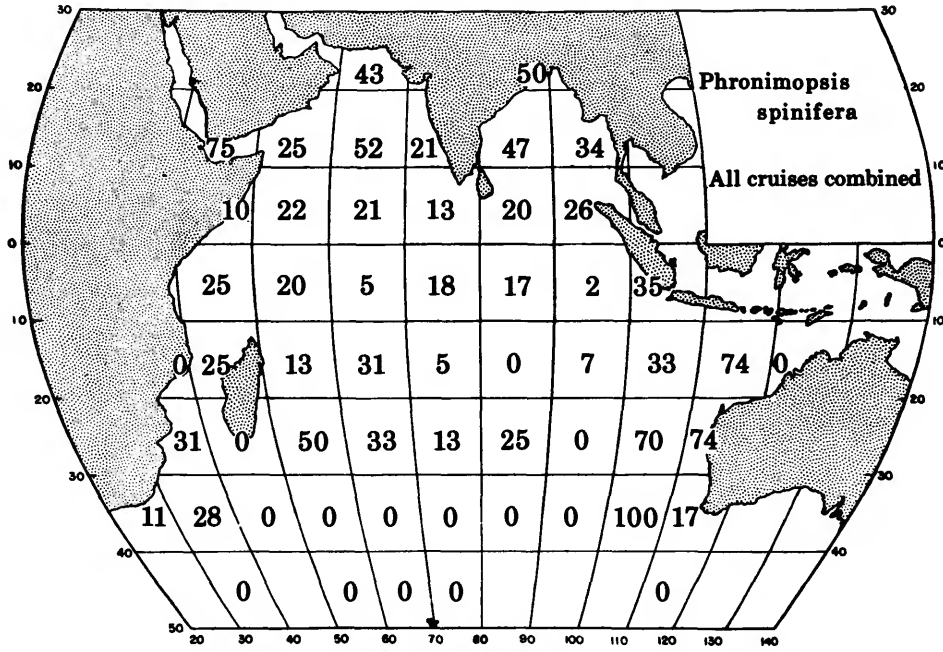 30 30
43 50
20 Phronimopsis 20
spinifera
75 25 52 21 47 34
10 All cruises combined 10
10 22 21 13 20 26
0 0 0
25 20 5 18 17 2 35
10 10
0 25 13 31 5 0 7 33 74 0
20 20
31 0 50 33 13 25 0 70 74
30 30
11 28 0 0 0 0 0 0 100 17
40 40
0 0 0 0 0
50 50
20 30 40 50 60 70 80 90 100 110 120 130 140